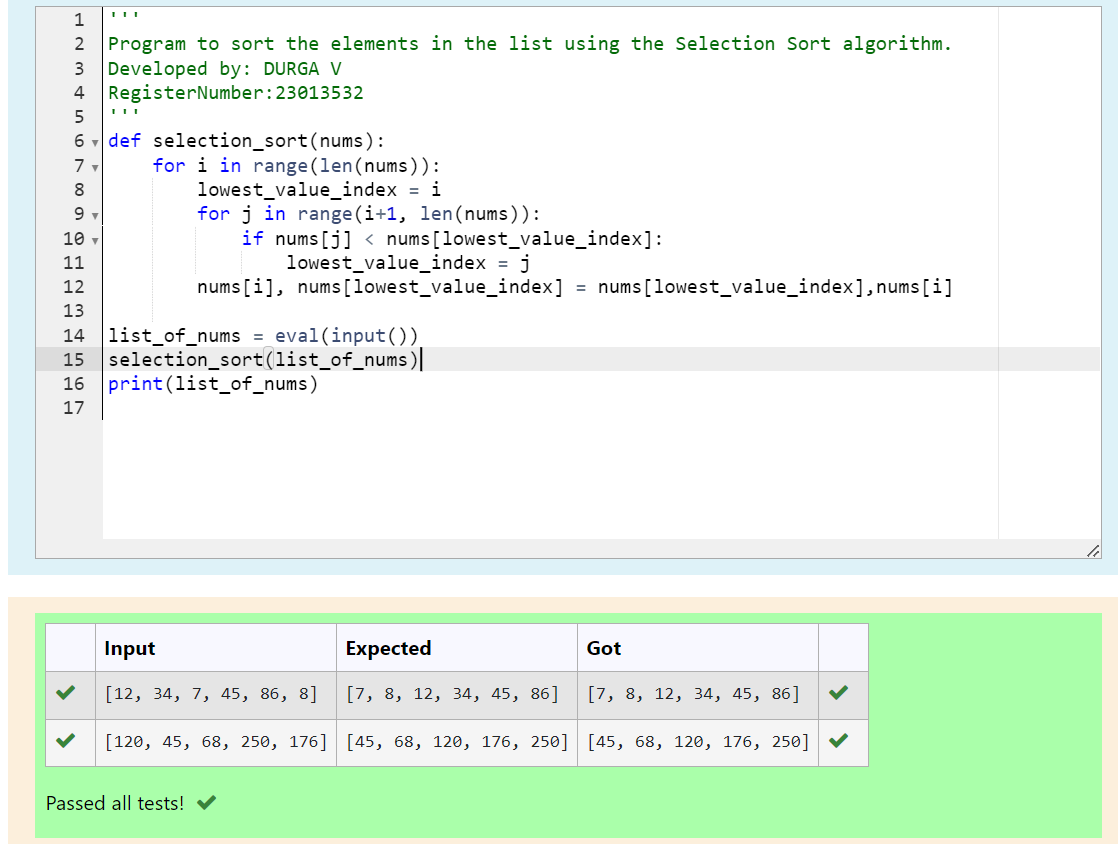 1 '''
2 Program to sort the elements in the list using the Selection Sort algorithm.
3 Developed by: DURGA V
4 RegisterNumber:23013532
5 '''
6 def selection_sort(nums):
7     for i in range(len(nums)):
8         lowest_value_index = i
9         for j in range(i+1, len(nums)):
10             if nums[j] < nums[lowest_value_index]:
11                 lowest_value_index = j
12         nums[i], nums[lowest_value_index] = nums[lowest_value_index],nums[i]
13
14 list_of_nums = eval(input())
15 selection_sort(list_of_nums)
16 print(list_of_nums)
17
Input Expected Got
[12, 34, 7, 45, 86, 8] [7, 8, 12, 34, 45, 86] [7, 8, 12, 34, 45, 86]
[120, 45, 68, 250, 176] [45, 68, 120, 176, 250] [45, 68, 120, 176, 250]
Passed all tests!